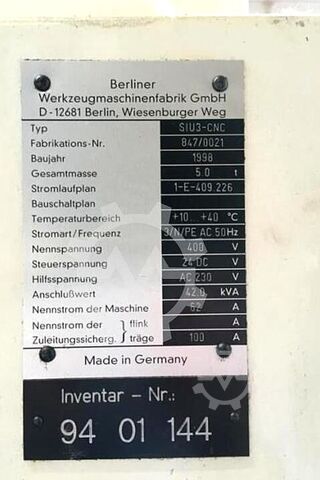 Berliner
Werkzeugmaschinenfabrik GmbH
D-12681 Berlin, Wiesenburger Weg
Typ SIU3-CNC
Fabrikations-Nr. 847/0021
Baujahr 1998
Gesamtmasse 5.0 t
Stromlaufplan 1-E-409.226
Bauschaltplan
Temperaturbereich +10... +40 °C
Stromart/Frequenz 3/N/PE AC 50Hz
Nennspannung 400 V
Steuerspannung 24 DC V
Hilfsspannung AC 230 V
Anschlußwert 42.0 kVA
Nennstrom der Maschine 62 A
Nennstrom der flink A
Zuleitungssicherg. träge 100 A
Made in Germany
Inventar - Nr.:
94 01 144